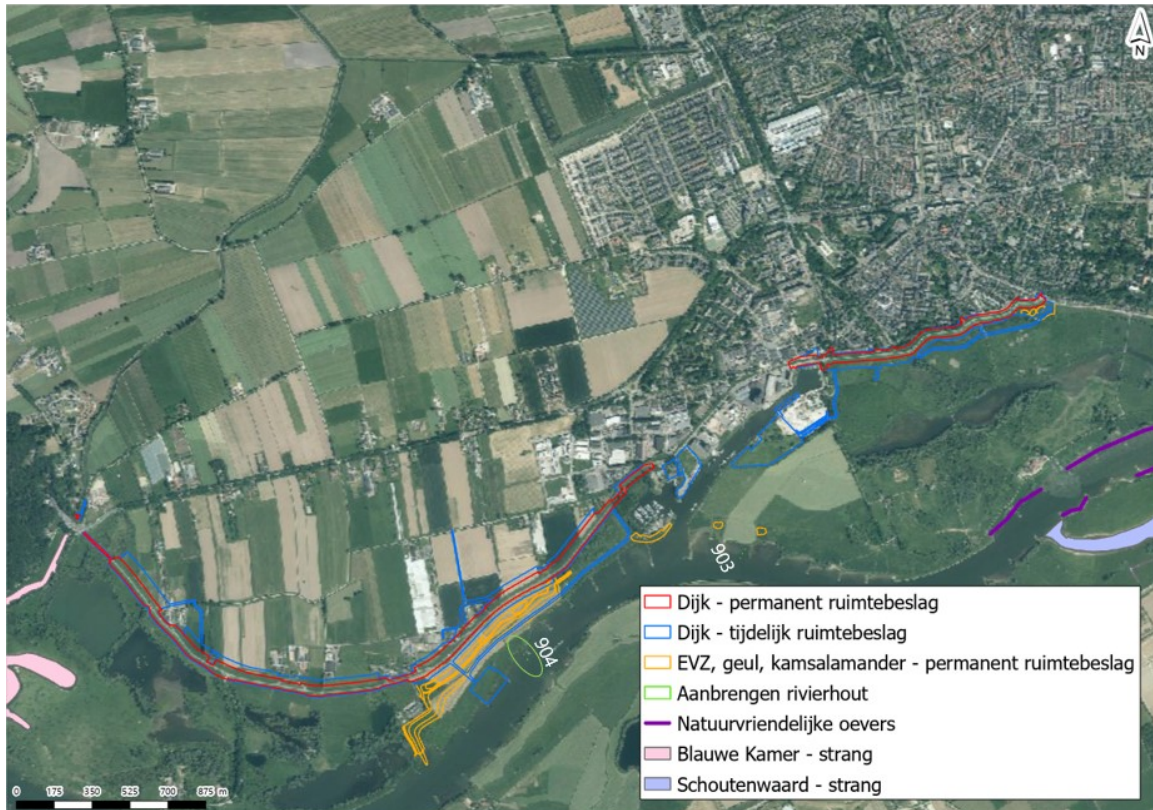 N
903
904
Dijk - permanent ruimtebeslag
Dijk - tijdelijk ruimtebeslag
EVZ, geul, kamsalamander - permanent ruimtebeslag
Aanbrengen rivierhout
Natuurvriendelijke oevers
Blauwe Kamer - strang
Schoutenwaard - strang
0 175 350 525 700 875 m